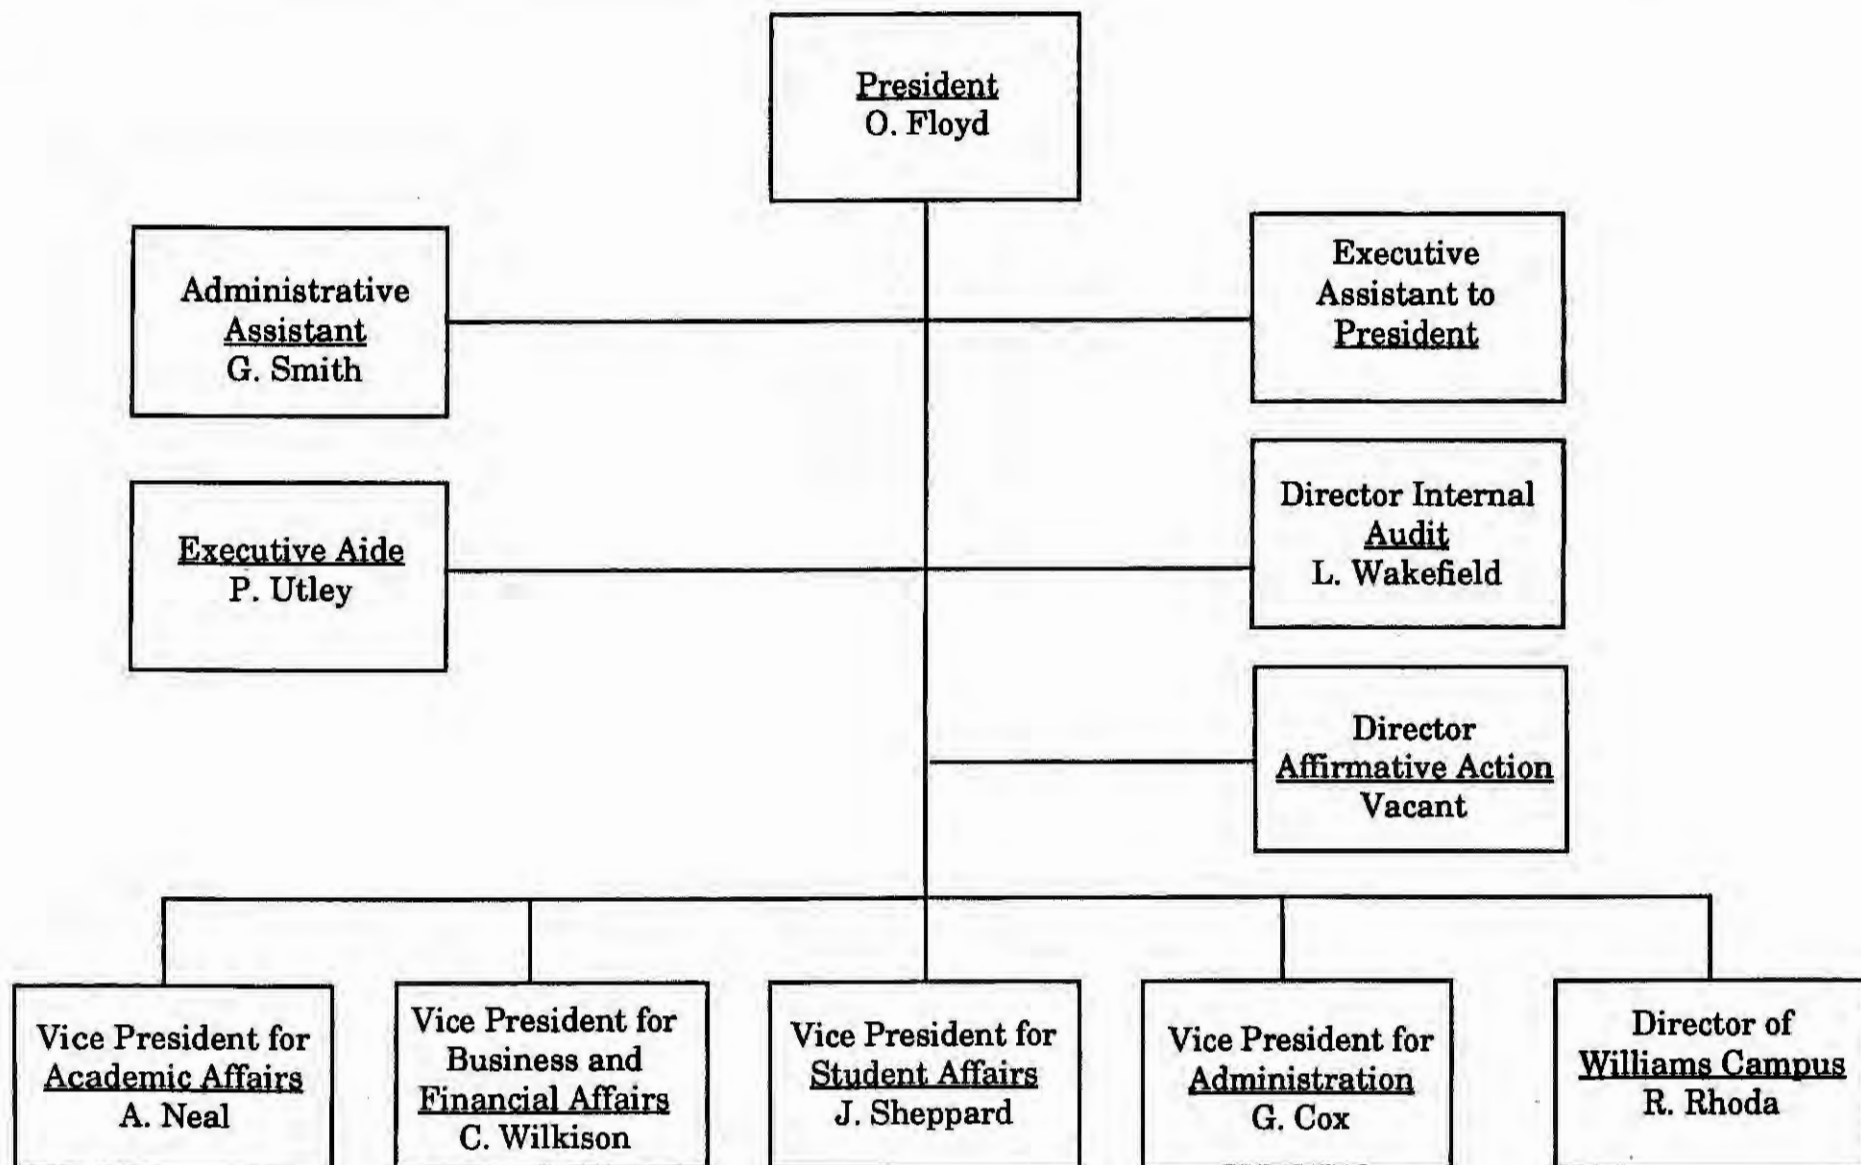 President
O. Floyd
Administrative
Assistant
G. Smith
Executive
Assistant to
President
Executive Aide
P. Utley
Director Internal
Audit
L. Wakefield
Director
Affirmative Action
Vacant
Vice President for
Academic Affairs
A. Neal
Vice President for
Business and
Financial Affairs
C. Wilkison
Vice President for
Student Affairs
J. Sheppard
Vice President for
Administration
G. Cox
Director of
Williams Campus
R. Rhoda